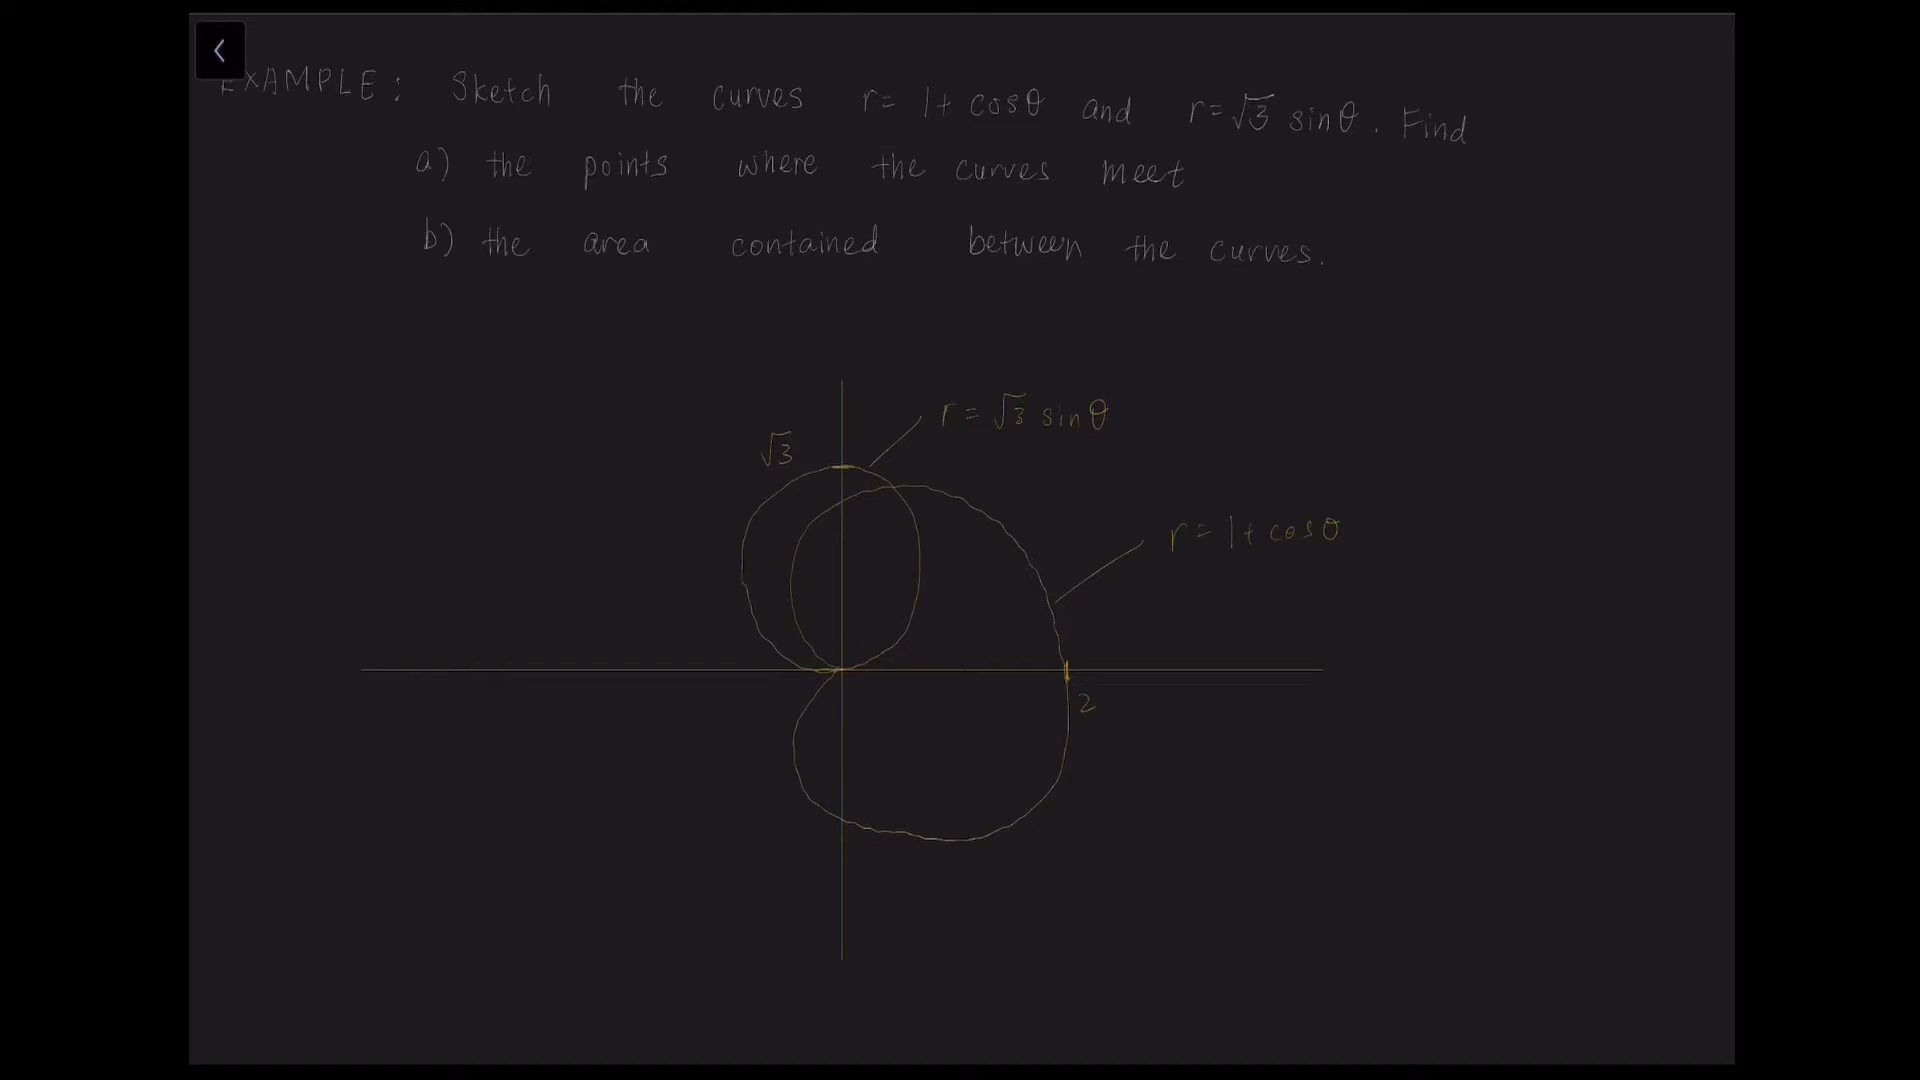 EXAMPLE: Sketch the curves r= 1+ cosθ and r=√3 sinθ. Find
a) the points where the curves meet
b) the area contained between the curves.
r=√3 sinθ
√3
r= 1+ cosθ
2